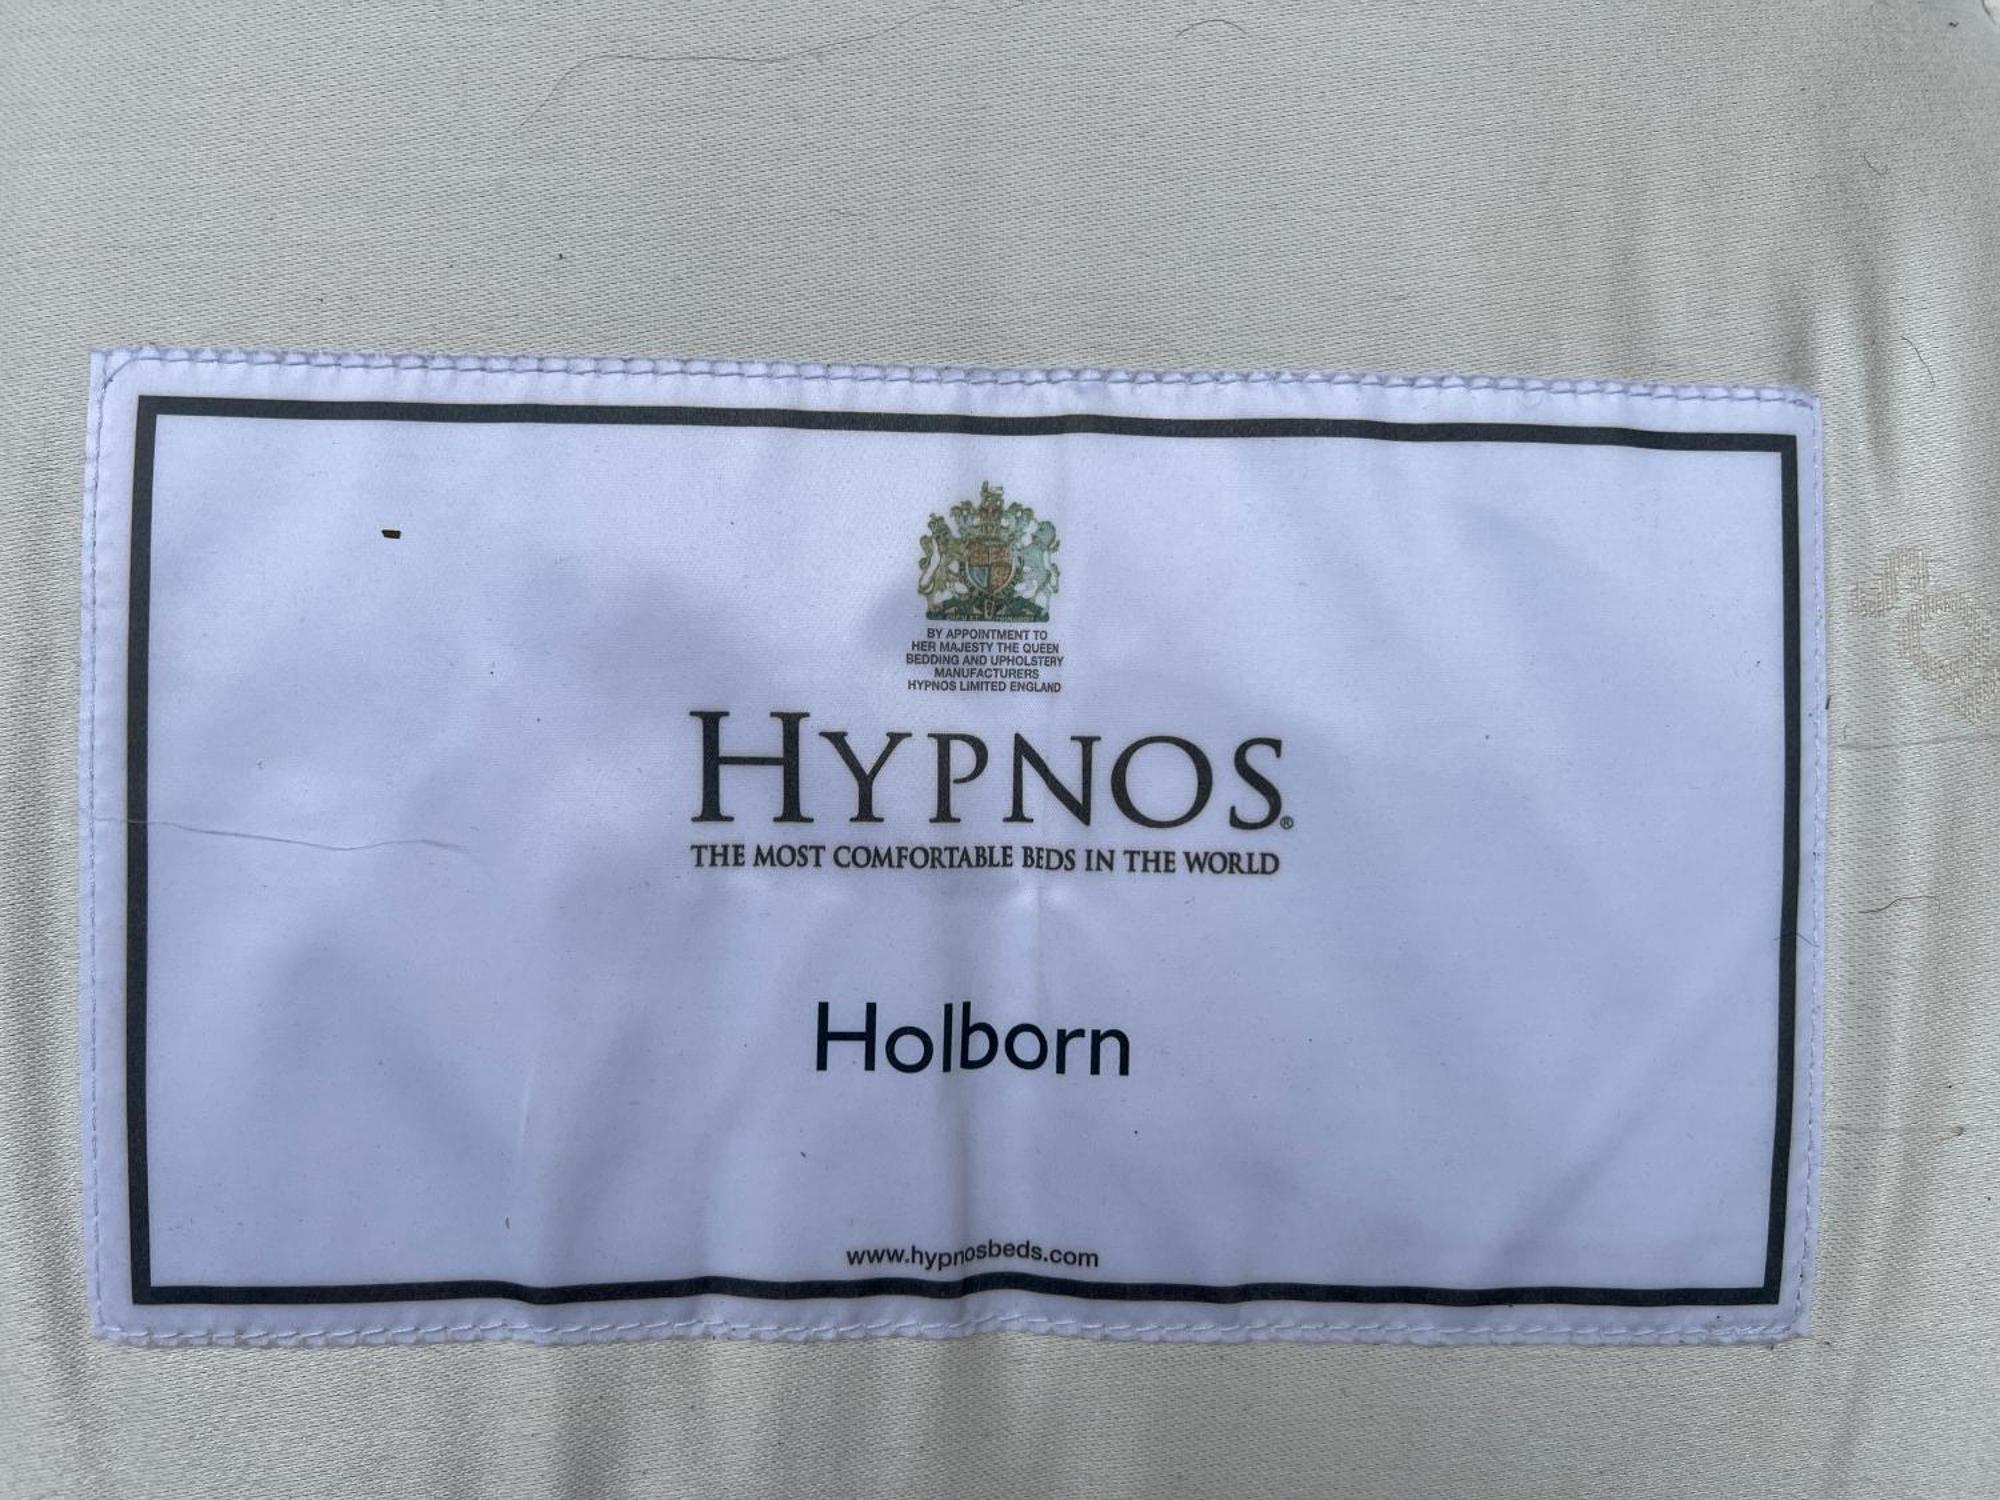 BY APPOINTMENT TO
HER MAJESTY THE QUEEN
BEDDING AND UPHOLSTERY
MANUFACTURERS
HYPNOS LIMITED ENGLAND
HYPNOS®
THE MOST COMFORTABLE BEDS IN THE WORLD
Holborn
www.hypnosbeds.com